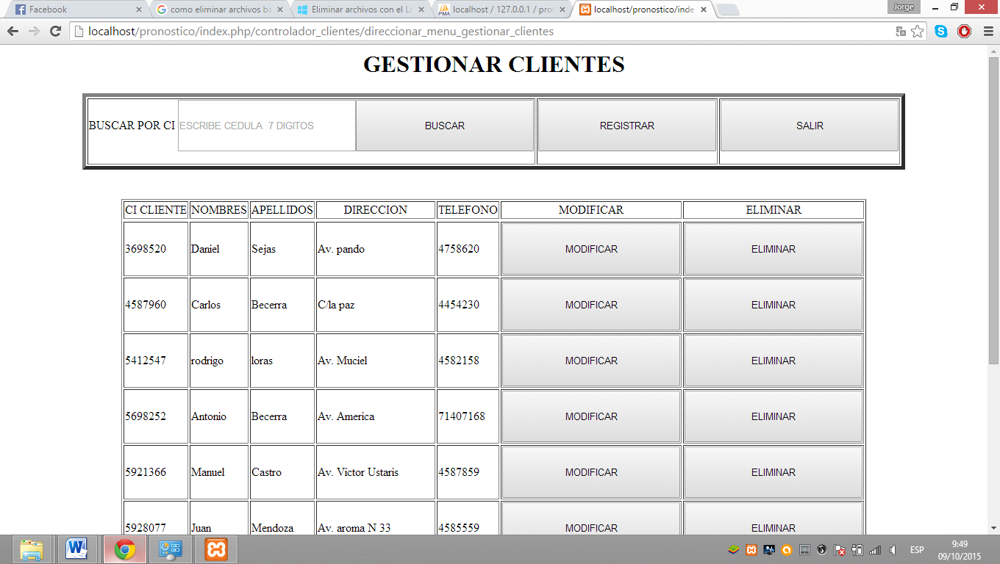 Facebook
como eliminar archivos ba
Eliminar archivos con el Li
localhost / 127.0.0.1 / pro
localhost/pronostico/inde
Jorge
localhost/pronostico/index.php/controlador_clientes/direccionar_menu_gestionar_clientes
GESTIONAR CLIENTES
BUSCAR POR CI ESCRIBE CEDULA 7 DIGITOS BUSCAR REGISTRAR SALIR
CI CLIENTE NOMBRES APELLIDOS DIRECCION TELEFONO MODIFICAR ELIMINAR
3698520 Daniel Sejas Av. pando 4758620 MODIFICAR ELIMINAR
4587960 Carlos Becerra C/la paz 4454230 MODIFICAR ELIMINAR
5412547 rodrigo loras Av. Muciel 4582158 MODIFICAR ELIMINAR
5698252 Antonio Becerra Av. America 71407168 MODIFICAR ELIMINAR
5921366 Manuel Castro Av. Victor Ustaris 4587859 MODIFICAR ELIMINAR
5928077 Juan Mendoza Av. aroma N 33 4585559 MODIFICAR ELIMINAR
ESP
9:49
09/10/2015